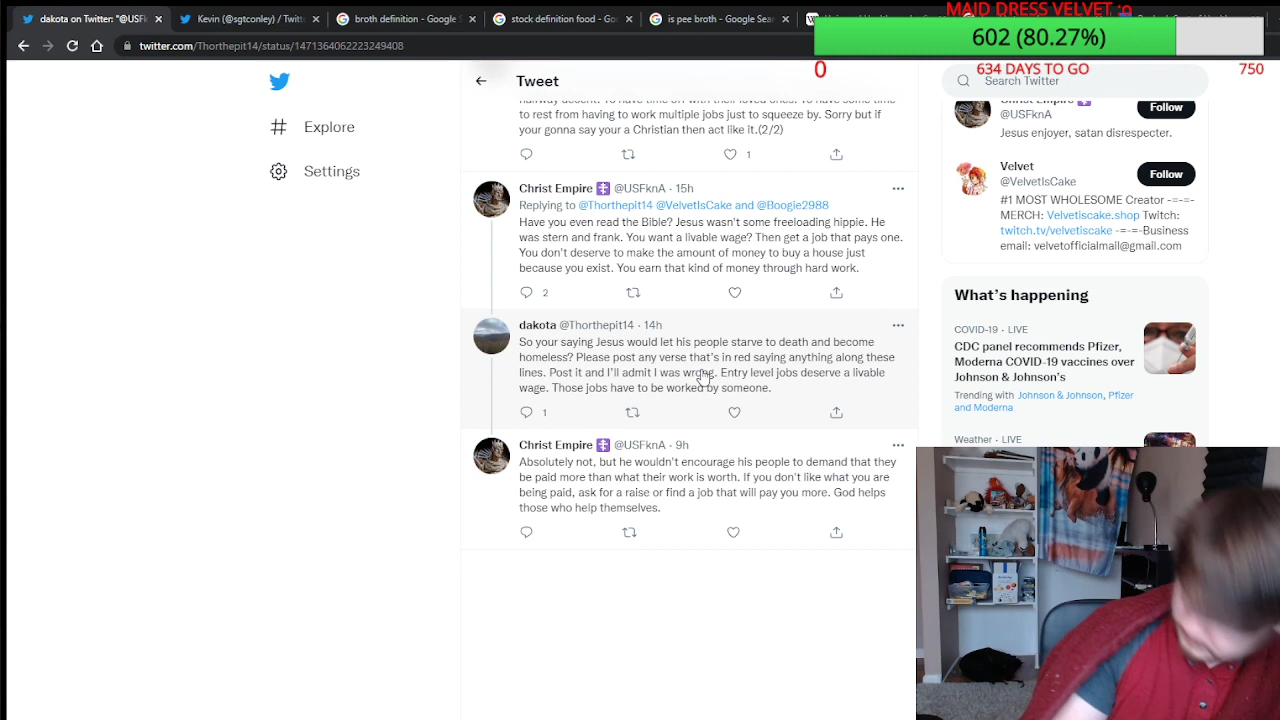 MAID DRESS VELVET :o
dakota on Twitter: "@USFk
Kevin (@sgtconley) / Twitte
broth definition - Google S
stock definition food - Goo
is pee broth - Google Sear
602 (80.27%)
twitter.com/Thorthepit14/status/1471364062223249408
0
634 DAYS TO GO
750
Explore
Settings
Tweet
halfway decent. To have time off with their loved ones. To have some time
to rest from having to work multiple jobs just to squeeze by. Sorry but if
your gonna say your a Christian then act like it.(2/2)
1
Christ Empire @USFknA · 15h
Replying to @Thorthepit14 @VelvetIsCake and @Boogie2988
Have you even read the Bible? Jesus wasn't some freeloading hippie. He
was stern and frank. You want a livable wage? Then get a job that pays one.
You don't deserve to make the amount of money to buy a house just
because you exist. You earn that kind of money through hard work.
2
dakota @Thorthepit14 · 14h
So your saying Jesus would let his people starve to death and become
homeless? Please post any verse that's in red saying anything along these
lines. Post it and I'll admit I was wrong. Entry level jobs deserve a livable
wage. Those jobs have to be worked by someone.
1
Christ Empire @USFknA · 9h
Absolutely not, but he wouldn't encourage his people to demand that they
be paid more than what their work is worth. If you don't like what you are
being paid, ask for a raise or find a job that will pay you more. God helps
those who help themselves.
Search Twitter
Christ Empire
@USFknA
Follow
Jesus enjoyer, satan disrespecter.
Velvet
@VelvetIsCake
Follow
#1 MOST WHOLESOME Creator -=-=-
MERCH: Velvetiscake.shop Twitch:
twitch.tv/velvetiscake -=-=-Business
email: velvetofficialmail@gmail.com
What's happening
COVID-19 · LIVE
CDC panel recommends Pfizer,
Moderna COVID-19 vaccines over
Johnson & Johnson's
Trending with Johnson & Johnson, Pfizer
and Moderna
Weather · LIVE